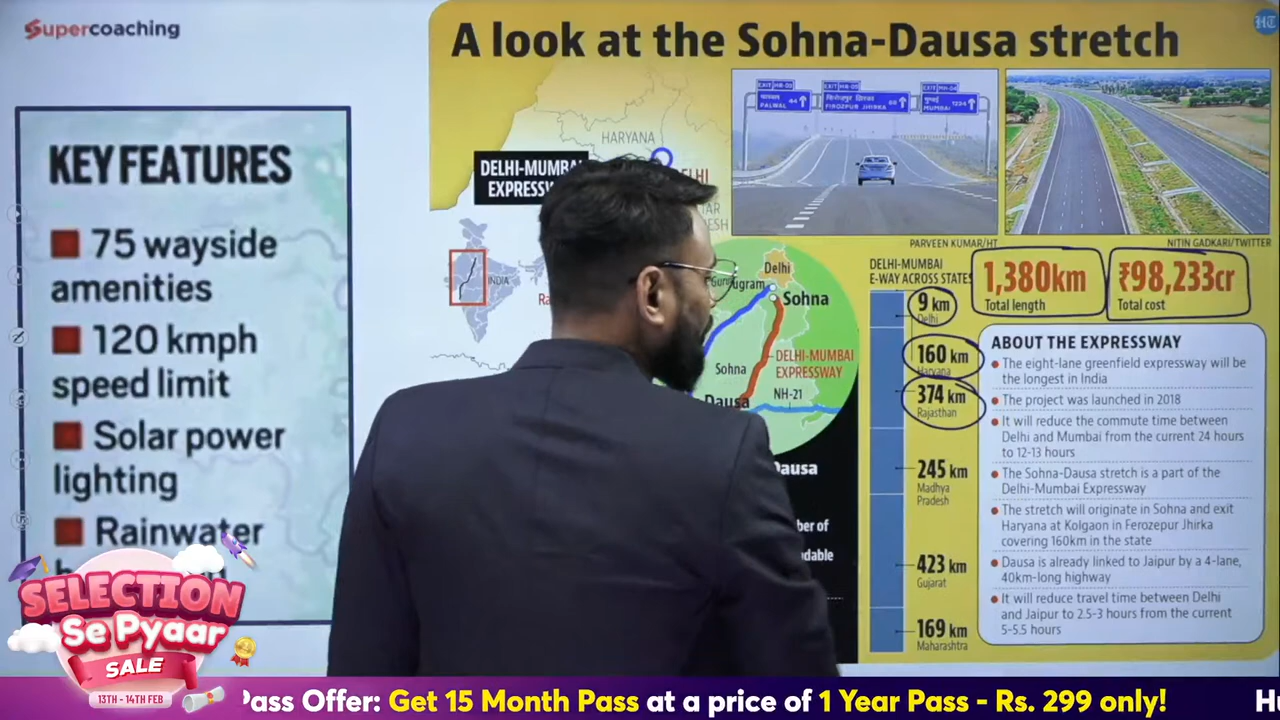 Supercoaching
KEY FEATURES
75 wayside
amenities
120 kmph
speed limit
Solar power
lighting
Rainwater
SELECTION
Se Pyaar
SALE
13TH - 14TH FEB
A look at the Sohna-Dausa stretch
HT
HARYANA
DELHI-MUMBAI
INDIA
PALWAL 44
फिरोजपुर झिरका
FIROZPUR JHIRKA
मुम्बई
MUMBAI
PARVEEN KUMAR/HT
NITIN GADKARI/TWITTER
Delhi
Sohna
Sohna
DELHI-MUMBAI
EXPRESSWAY
Dausa
NH-21
Dausa
ber of
dable
DELHI-MUMBAI
E-WAY ACROSS STATES
9 km
Delhi
160 km
Haryana
374 km
Rajasthan
245 km
Madhya
Pradesh
423 km
Gujarat
169 km
Maharashtra
1,380km
Total length
₹98,233cr
Total cost
ABOUT THE EXPRESSWAY
The eight-lane greenfield expressway will be
the longest in India
The project was launched in 2018
It will reduce the commute time between
Delhi and Mumbai from the current 24 hours
to 12-13 hours
The Sohna-Dausa stretch is a part of the
Delhi-Mumbai Expressway
The stretch will originate in Sohna and exit
Haryana at Kolgaon in Ferozepur Jhirka
covering 160km in the state
Dausa is already linked to Jaipur by a 4-lane,
40km-long highway
It will reduce travel time between Delhi
and Jaipur to 2.5-3 hours from the current
5-5.5 hours
Pass Offer: Get 15 Month Pass at a price of 1 Year Pass - Rs. 299 only!